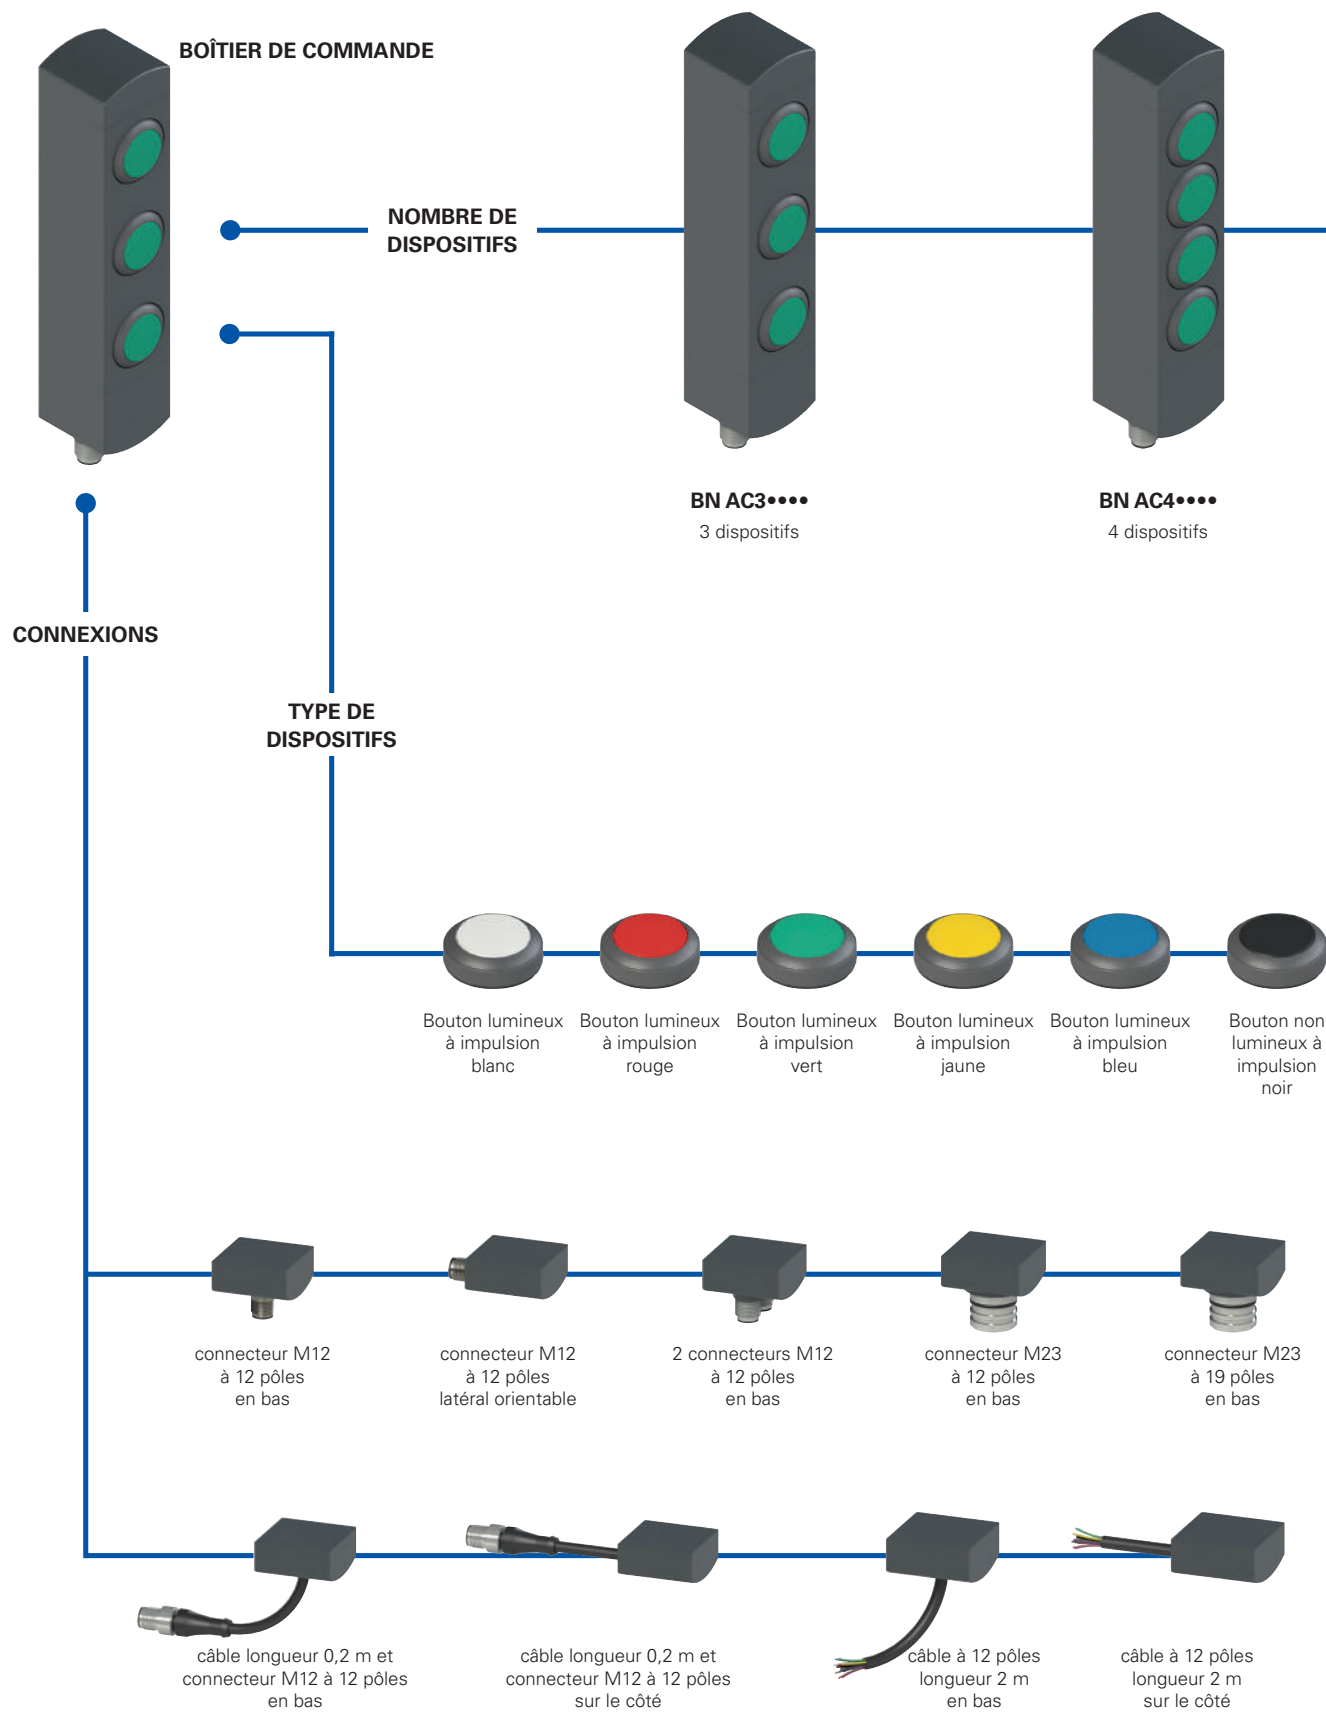 BOÎTIER DE COMMANDE
NOMBRE DE
DISPOSITIFS
BN AC3••••
3 dispositifs
BN AC4••••
4 dispositifs
CONNEXIONS
TYPE DE
DISPOSITIFS
Bouton lumineux
à impulsion
blanc
Bouton lumineux
à impulsion
rouge
Bouton lumineux
à impulsion
vert
Bouton lumineux
à impulsion
jaune
Bouton lumineux
à impulsion
bleu
Bouton non
lumineux à
impulsion
noir
connecteur M12
à 12 pôles
en bas
connecteur M12
à 12 pôles
latéral orientable
2 connecteurs M12
à 12 pôles
en bas
connecteur M23
à 12 pôles
en bas
connecteur M23
à 19 pôles
en bas
câble longueur 0,2 m et
connecteur M12 à 12 pôles
en bas
câble longueur 0,2 m et
connecteur M12 à 12 pôles
sur le côté
câble à 12 pôles
longueur 2 m
en bas
câble à 12 pôles
longueur 2 m
sur le côté